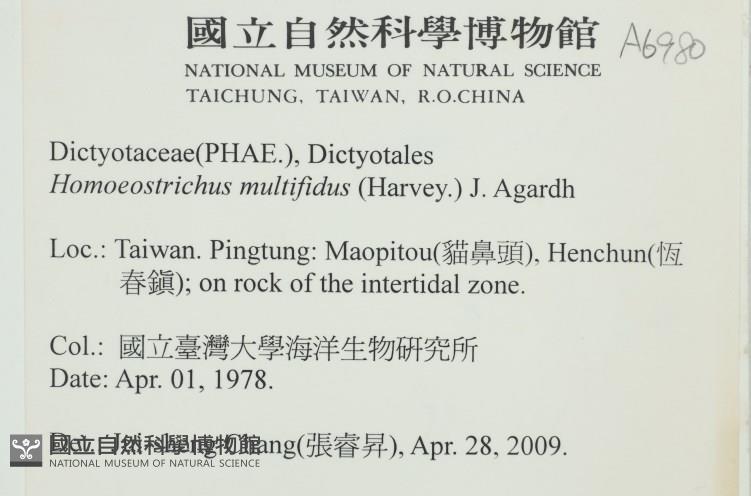 國立自然科學博物館 A6980
NATIONAL MUSEUM OF NATURAL SCIENCE
TAICHUNG, TAIWAN, R.O.CHINA
Dictyotaceae(PHAE.), Dictyotales
Homoeostrichus multifidus (Harvey.) J. Agardh
Loc.: Taiwan. Pingtung: Maopitou(貓鼻頭), Henchun(恆
春鎭); on rock of the intertidal zone.
Col.: 國立臺灣大學海洋生物研究所
Date: Apr. 01, 1978.
(張睿昇), Apr. 28, 2009.
國立自然科學博物館
NATIONAL MUSEUM OF NATURAL SCIENCE